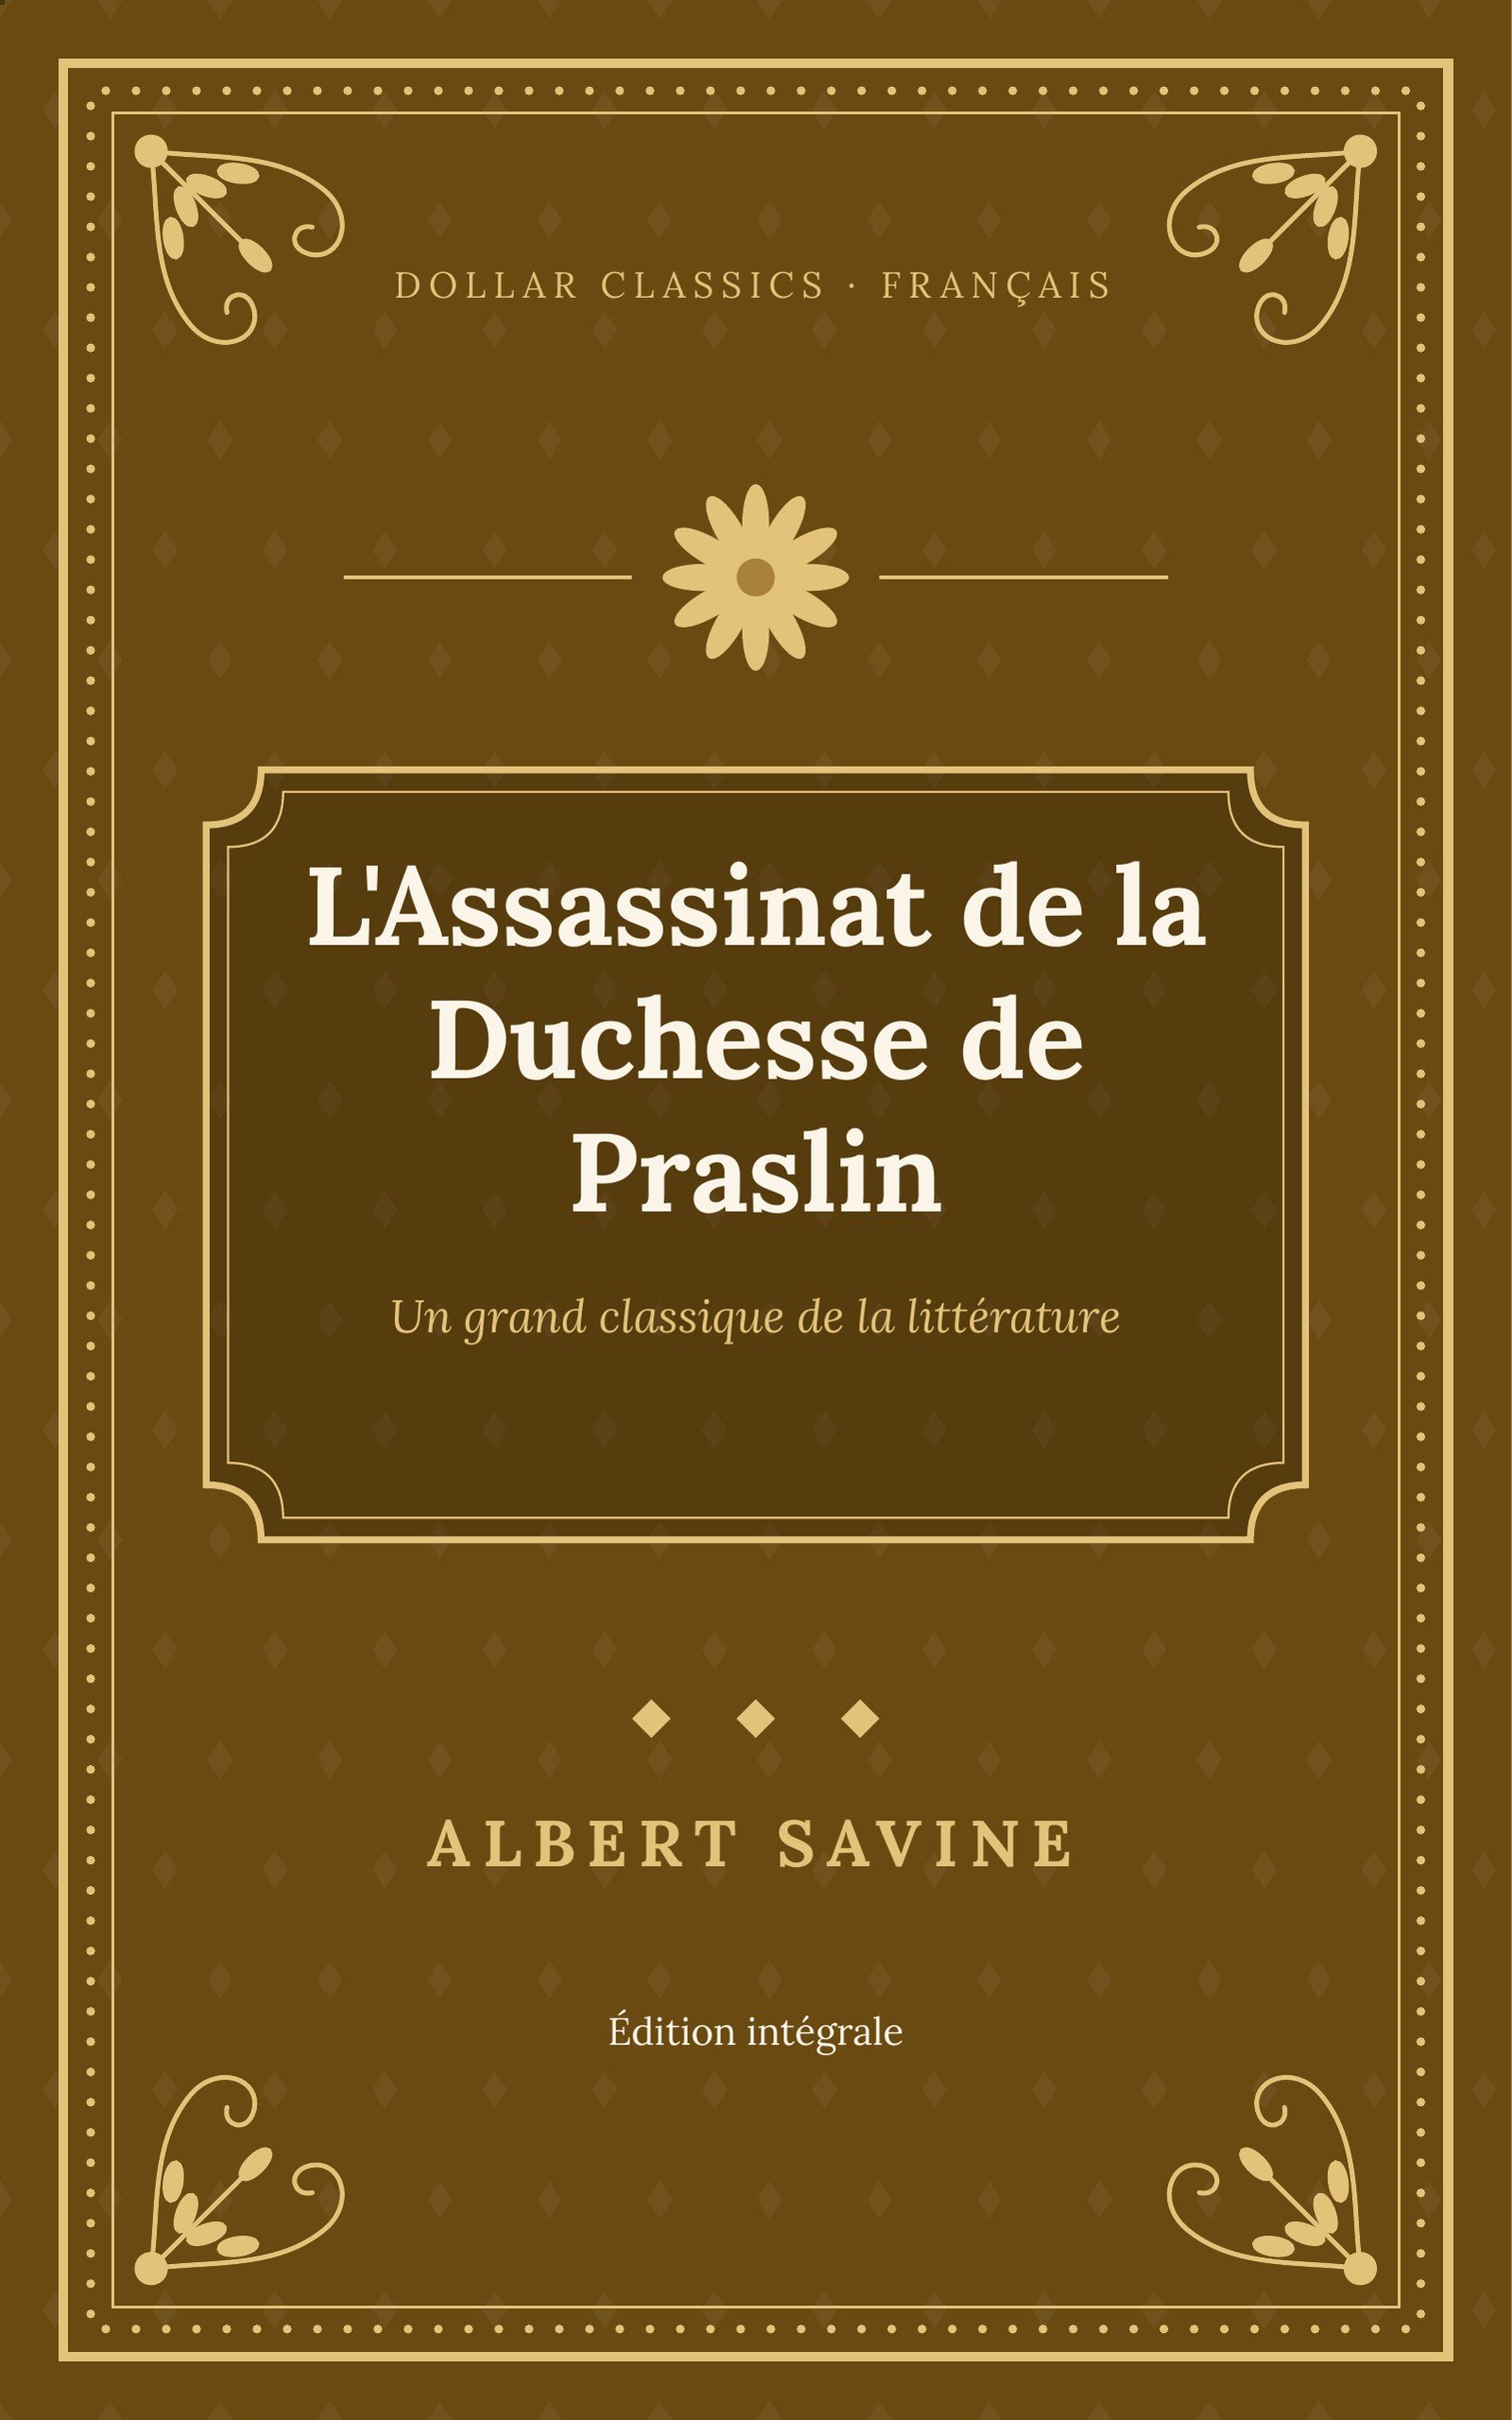 DOLLAR CLASSICS · FRANÇAIS
L'Assassinat de la
Duchesse de
Praslin
Un grand classique de la littérature
ALBERT SAVINE
Édition intégrale